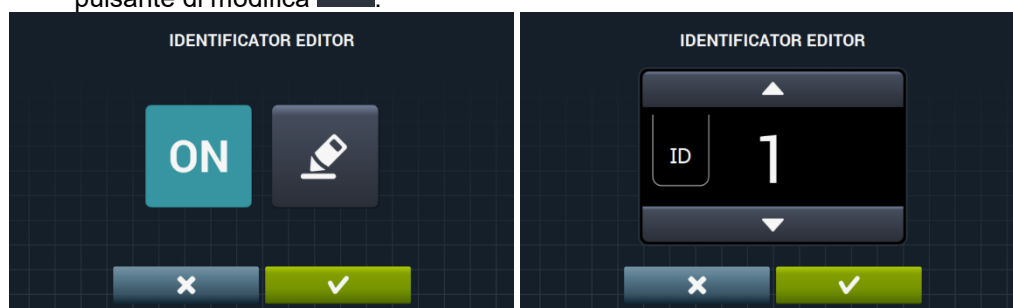 pulsante di modifica .
IDENTIFICATOR EDITOR
ON
IDENTIFICATOR EDITOR
ID 1